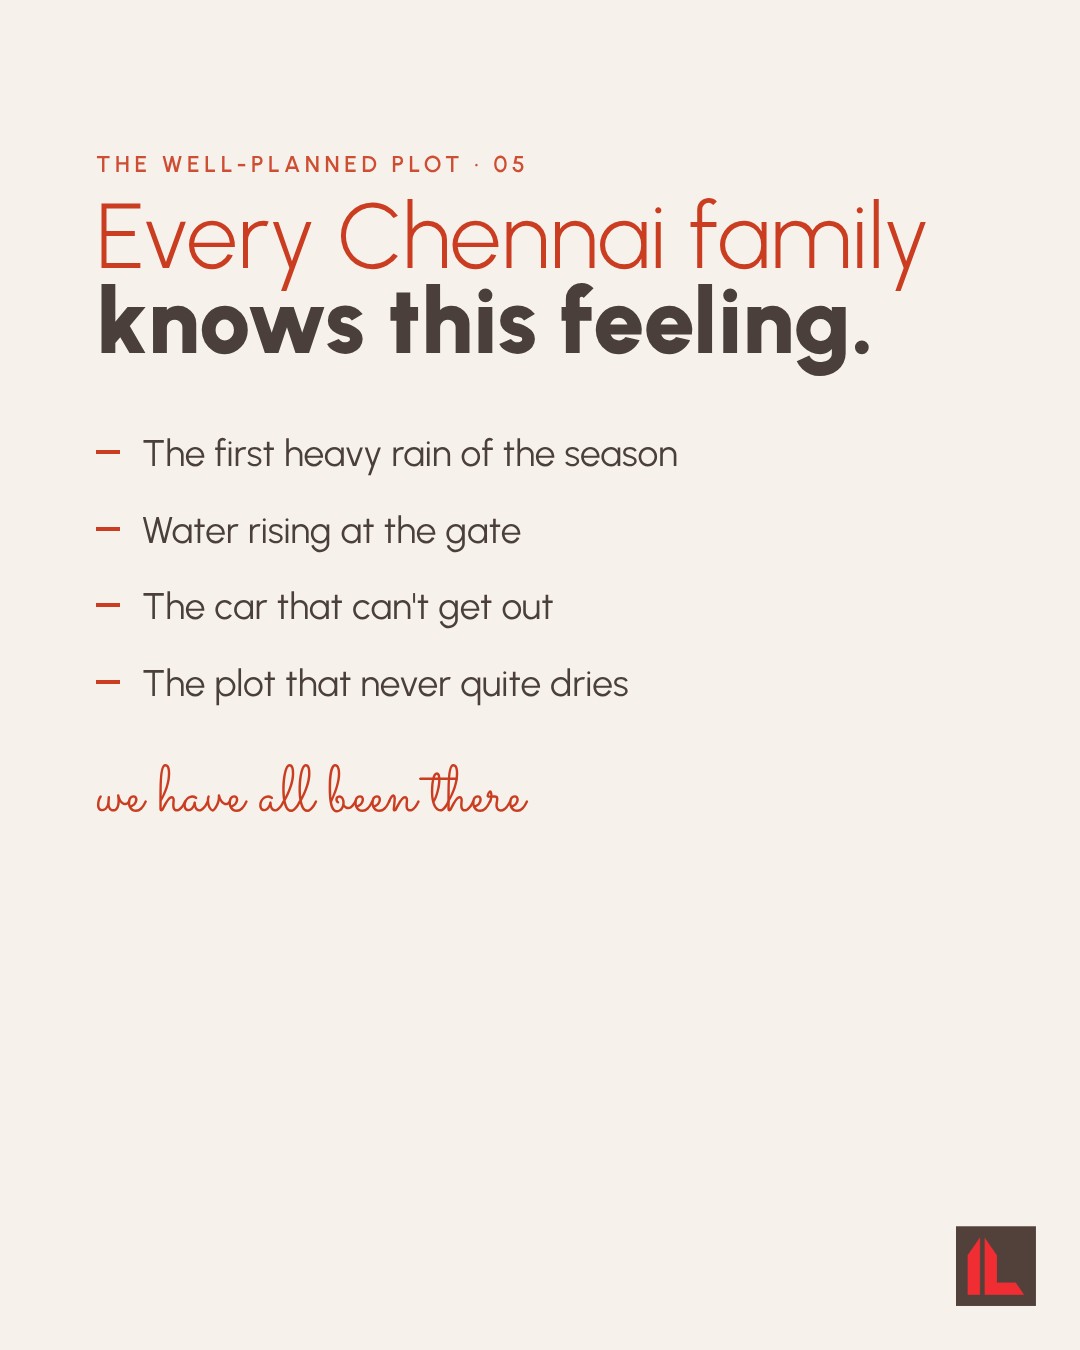 THE WELL-PLANNED PLOT · 05
Every Chennai family
knows this feeling.
– The first heavy rain of the season
– Water rising at the gate
– The car that can't get out
– The plot that never quite dries
we have all been there
IL